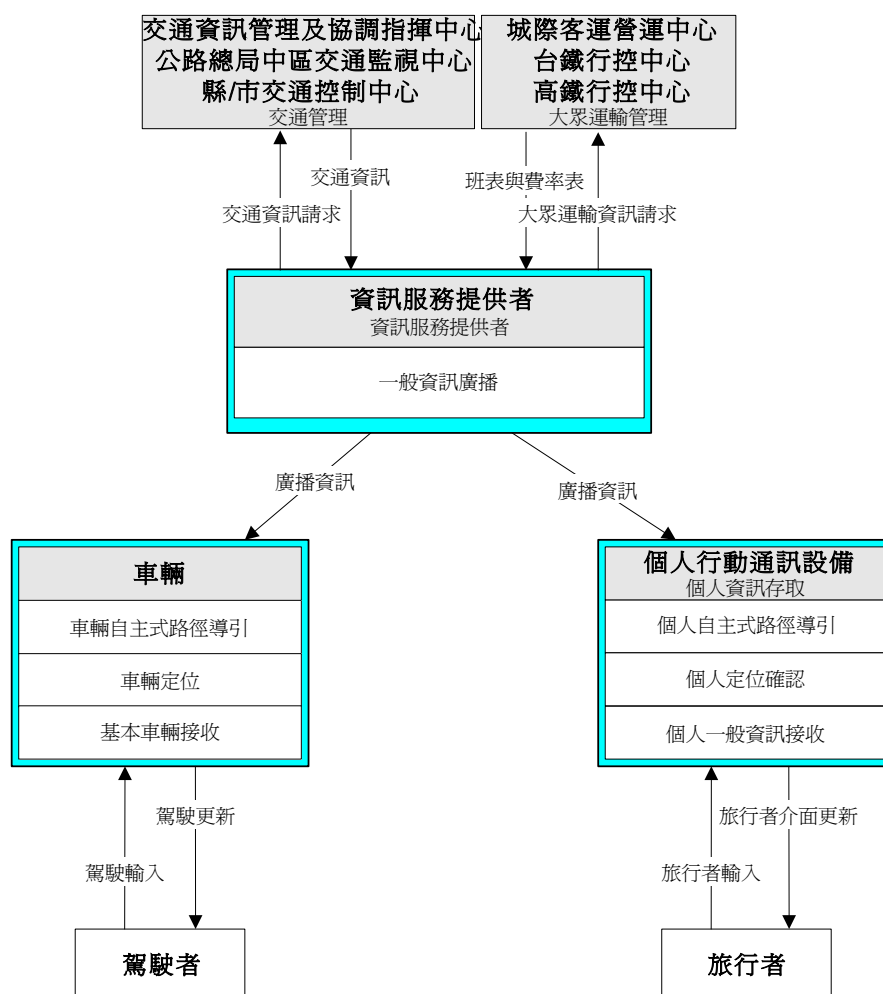 交通資訊管理及協調指揮中心
公路總局中區交通監視中心
縣/市交通控制中心
交通管理
城際客運營運中心
台鐵行控中心
高鐵行控中心
大眾運輸管理
交通資訊
班表與費率表
交通資訊請求
大眾運輸資訊請求
資訊服務提供者
資訊服務提供者
一般資訊廣播
廣播資訊
廣播資訊
車輛
車輛自主式路徑導引
車輛定位
基本車輛接收
個人行動通訊設備
個人資訊存取
個人自主式路徑導引
個人定位確認
個人一般資訊接收
駕駛更新
駕駛輸入
旅行者介面更新
旅行者輸入
駕駛者
旅行者